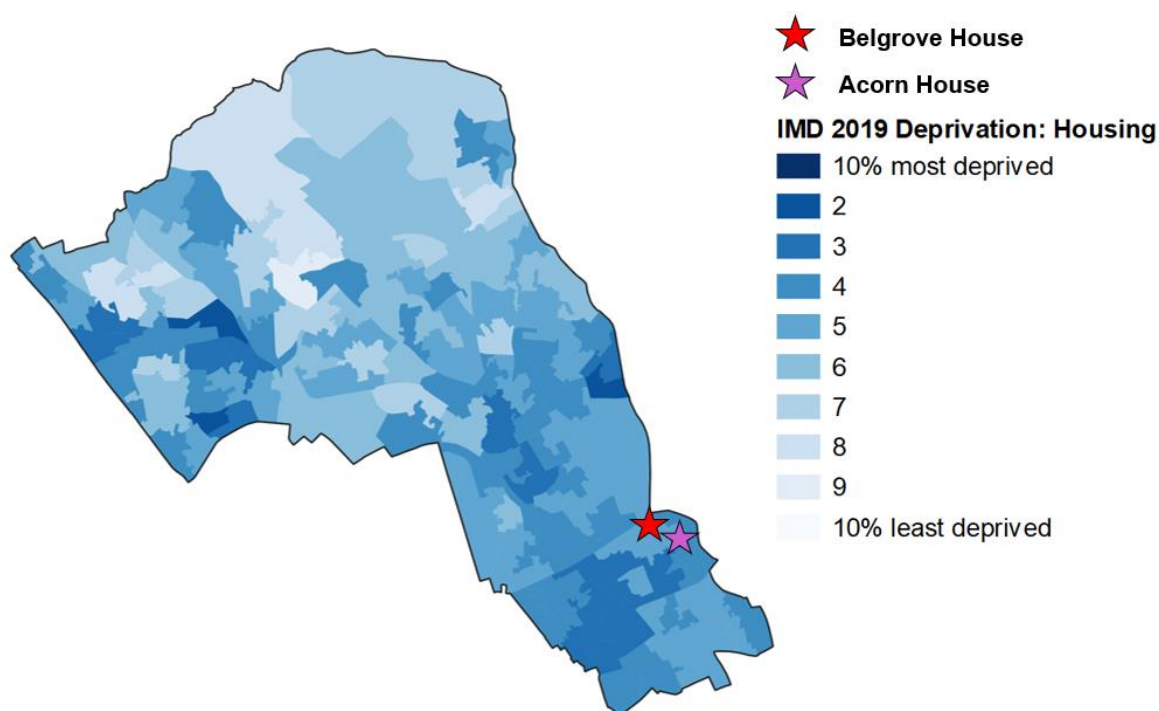 Belgrove House
Acorn House
IMD 2019 Deprivation: Housing
10% most deprived
2
3
4
5
6
7
8
9
10% least deprived